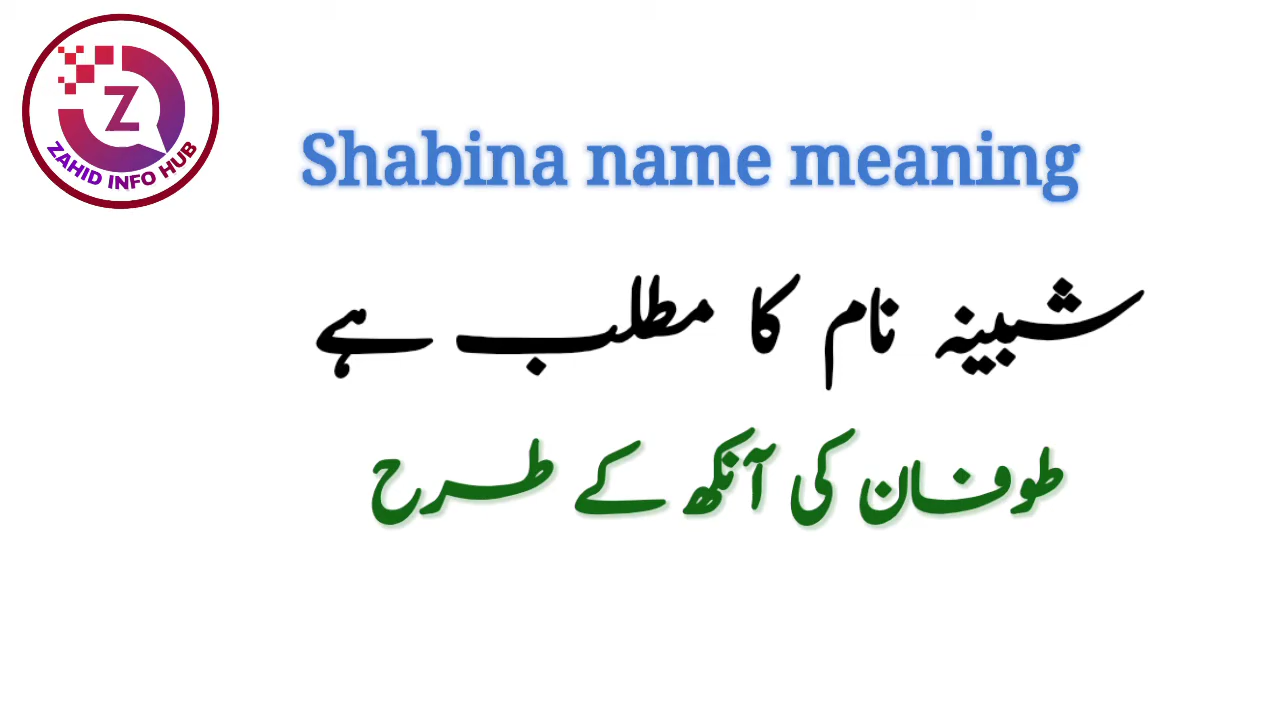 Z
ZAHID INFO HUB
Shabina name meaning
شبینہ نام کا مطلب ہے
طوفان کی آنکھ کے طرح